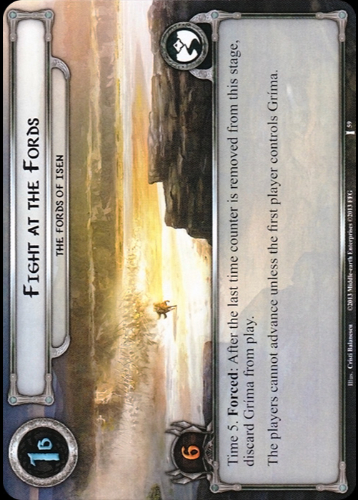 1B
FIGHT AT THE FORDS
THE FORDS OF ISEN
6
Time 5. Forced: After the last time counter is removed from this stage,
discard Gríma from play.
The players cannot advance unless the first player controls Gríma.
Illus. Cristi Balanescu ©2013 Middle-earth Enterprises ©2013 FFG 59